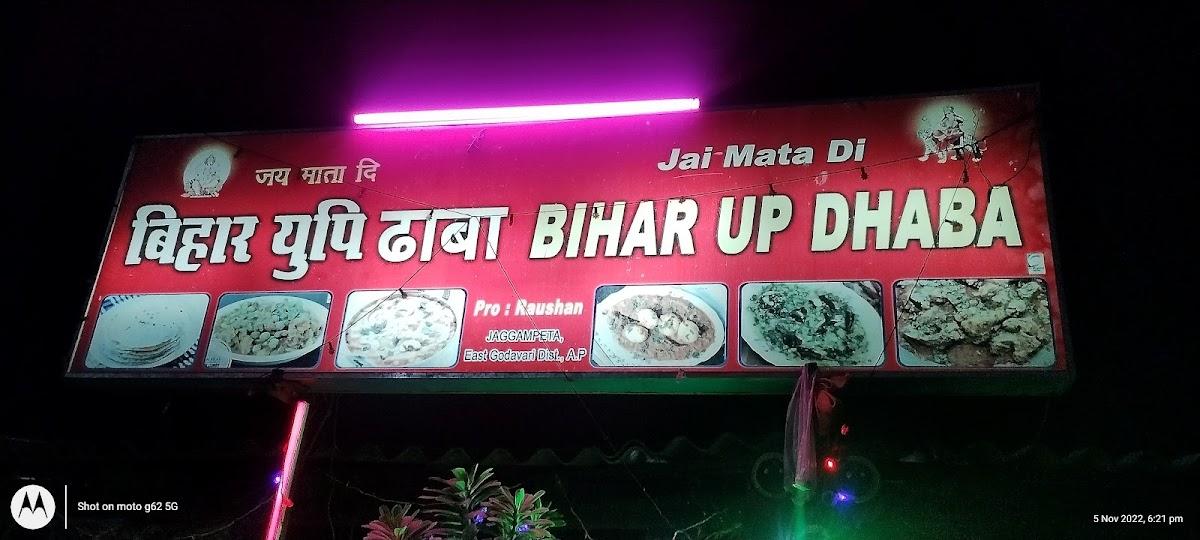 जय माता दि
Jai Mata Di
बिहार युपि ढाबा BIHAR UP DHABA
Pro : Raushan
JAGGAMPETA,
East Godavari Dist., A.P
Shot on moto g62 5G
5 Nov 2022, 6:21 pm